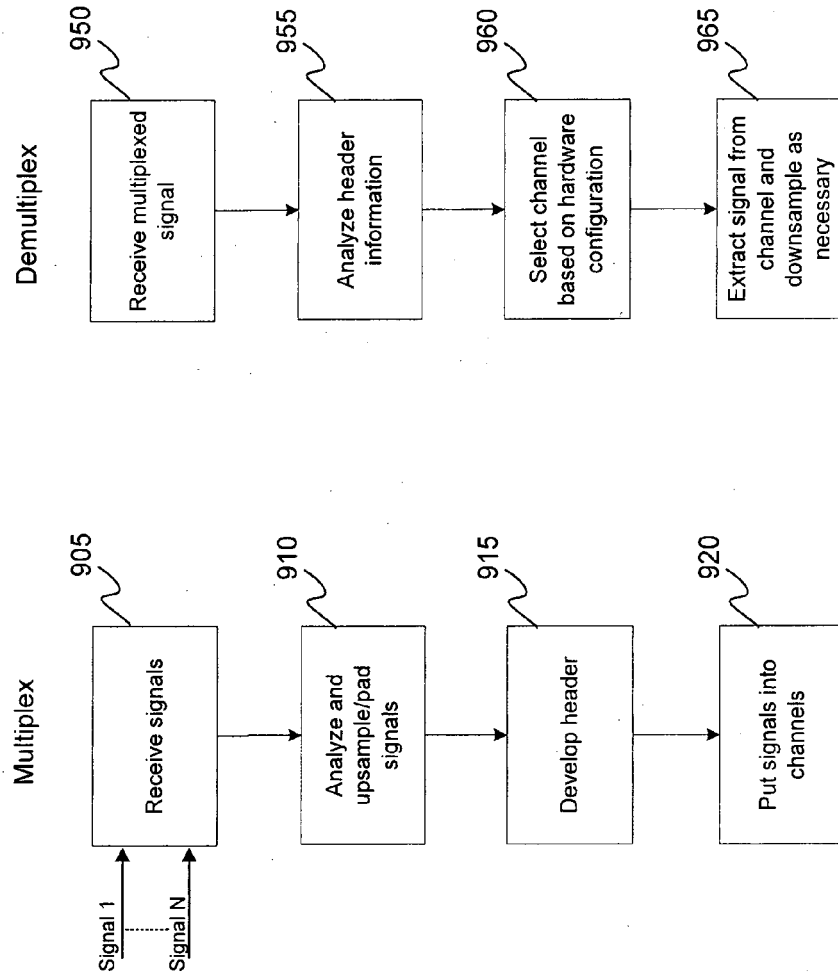 Multiplex
Signal 1
Signal N
Receive signals
905
Analyze and
upsample/pad
signals
910
Develop header
915
Put signals into
channels
920
Demultiplex
Receive multiplexed
signal
950
Analyze header
information
955
Select channel
based on hardware
configuration
960
Extract signal from
channel and
downsample as
necessary
965